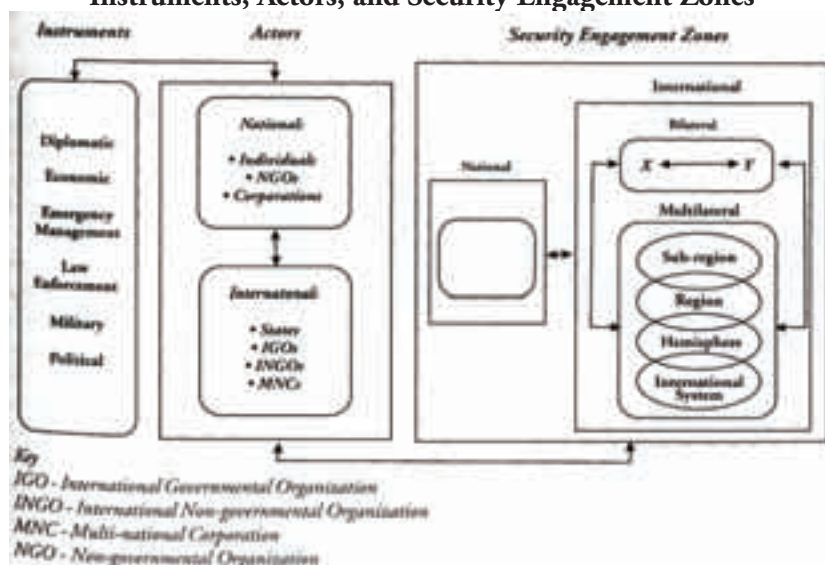 Instruments, Actors, and Security Engagement Zones
Instruments
Actors
Security Engagement Zones
Diplomatic
Economic
Emergency
Management
Law
Enforcement
Military
Political
National:
• Individuals
• NGOs
• Corporations
International:
• States
• IGOs
• INGOs
• MNCs
National
International
Bilateral
X
Y
Multilateral
Sub-region
Region
Hemisphere
International
System
Key
IGO - International Governmental Organization
INGO - International Non-governmental Organization
MNC - Multi-national Corporation
NGO - Non-governmental Organization